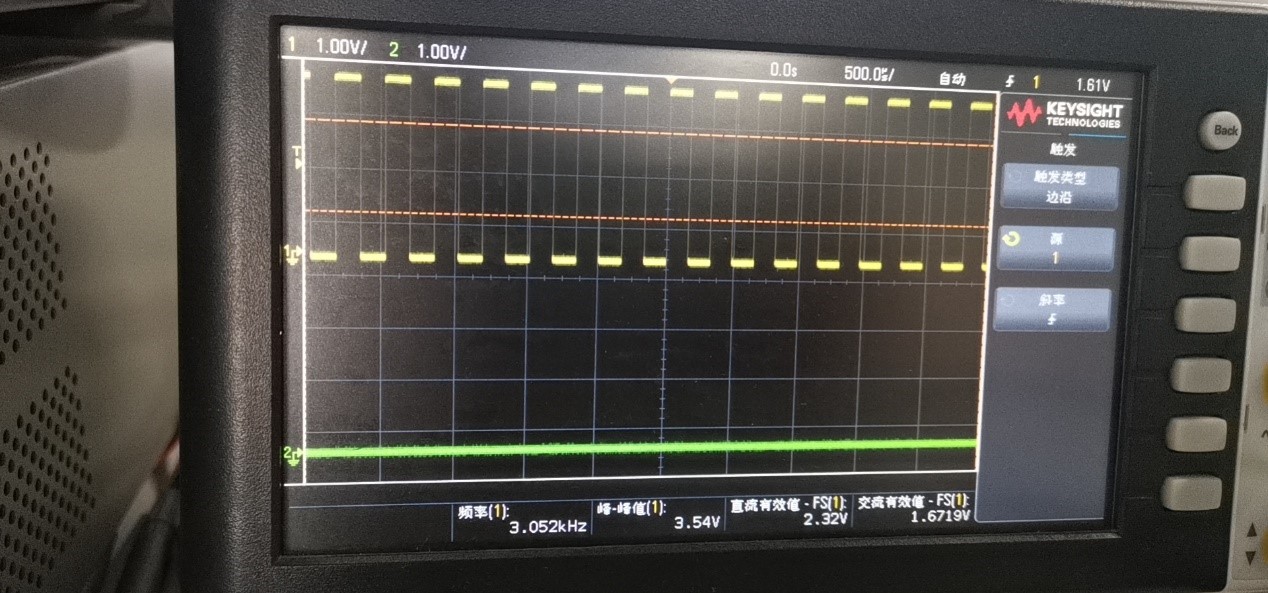 1 1.00V/ 2 1.00V/ 0.0s 500.0µs/ 自动 1 1.61V
KEYSIGHT
TECHNOLOGIES
触发
触发类型
边沿
源
1
斜率
Back
T
1
2
频率(1):
3.052kHz
峰-峰值(1):
3.54V
直流有效值 - FS(1):
2.32V
交流有效值 - FS(1):
1.6719V